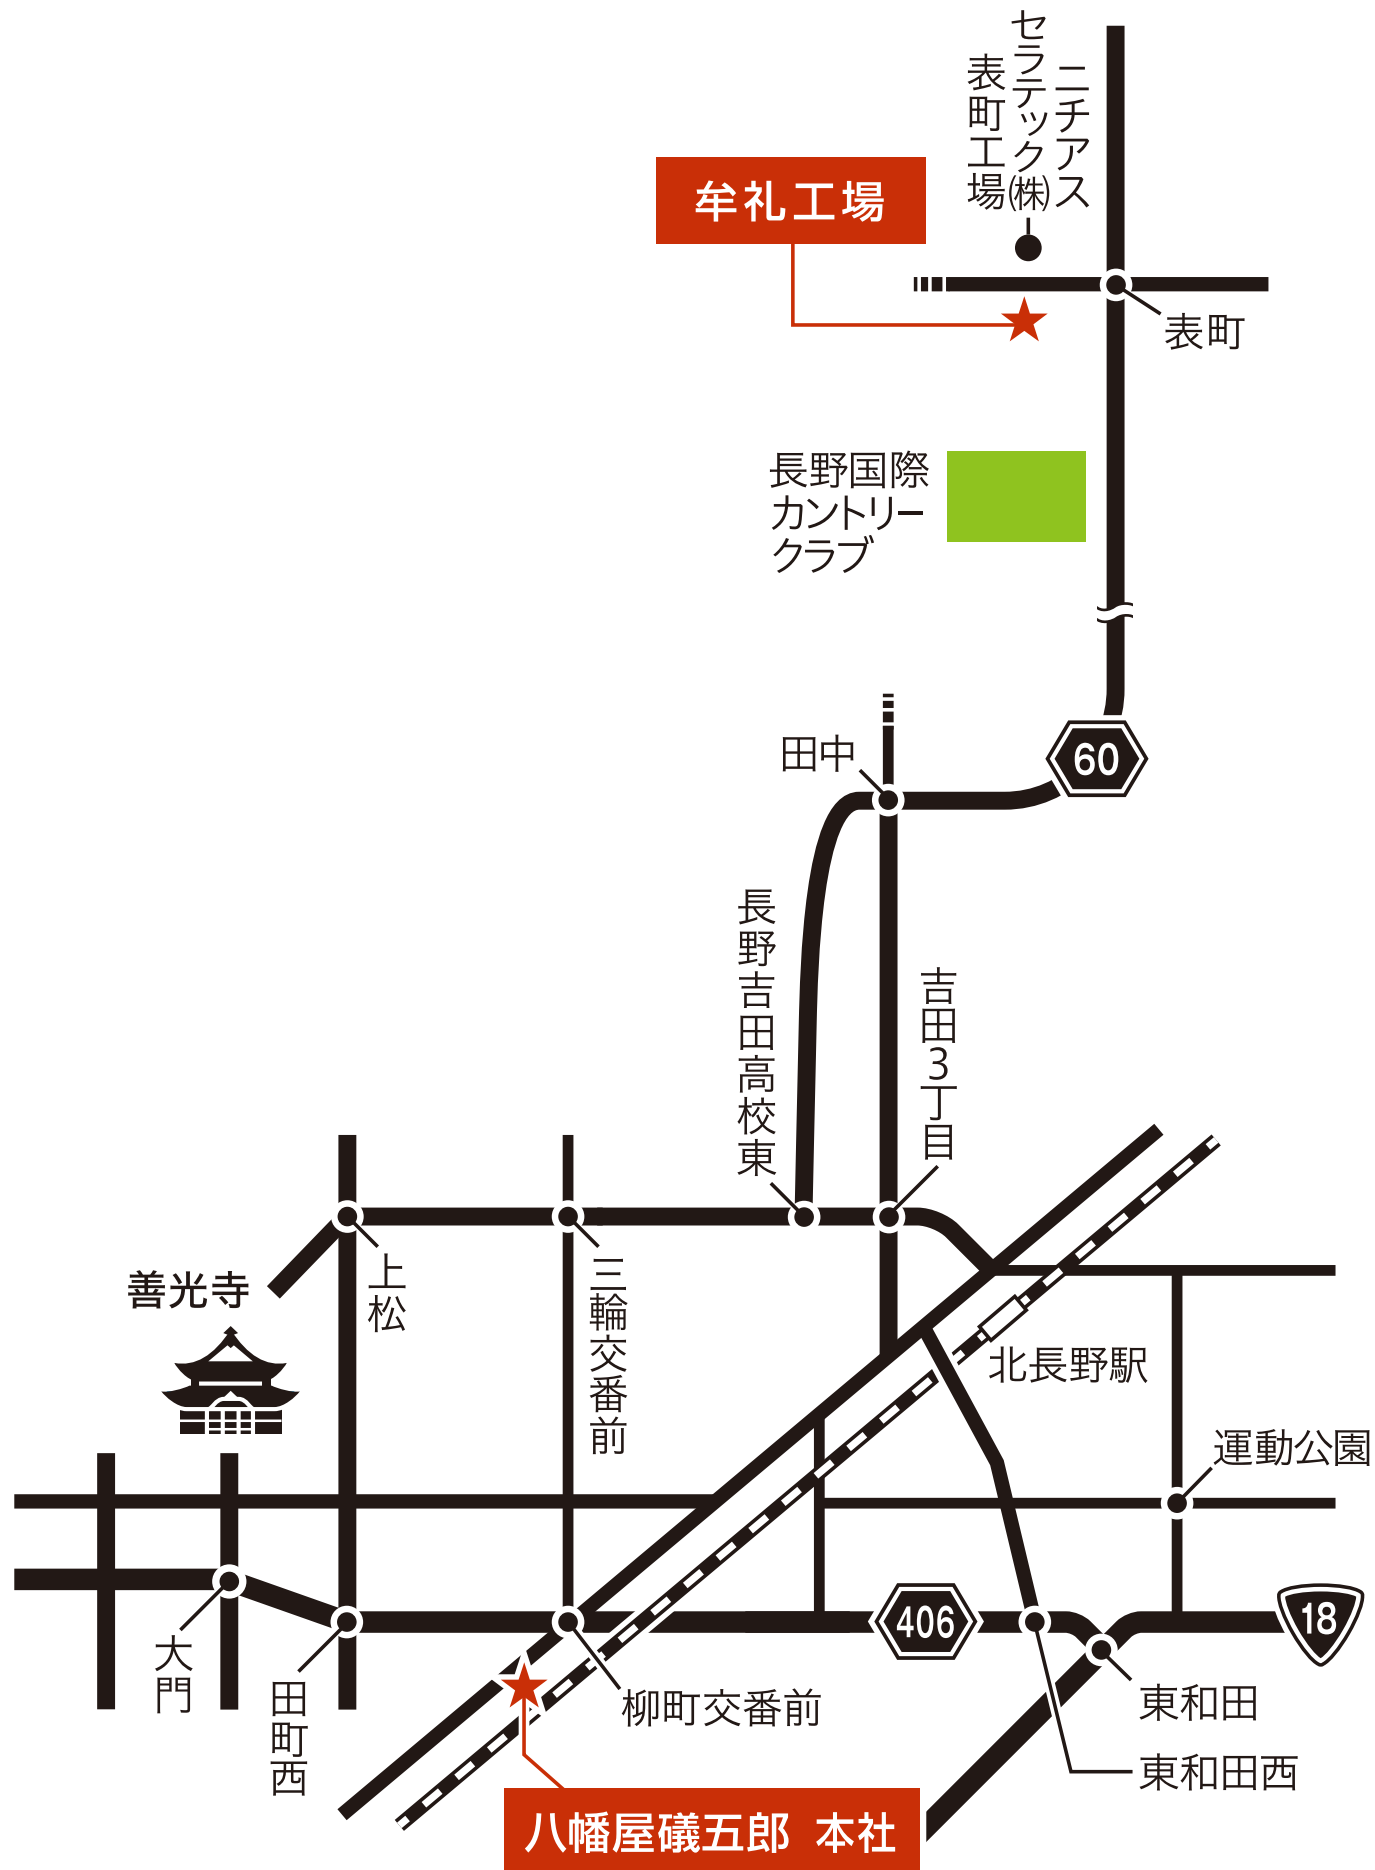 ニチアス
セラテック㈱
表町工場
牟礼工場
表町
長野国際
カントリー
クラブ
60
田中
長野吉田高校東
吉田3丁目
上松
三輪交番前
善光寺
北長野駅
運動公園
406
18
大門
田町西
柳町交番前
東和田
東和田西
八幡屋礒五郎 本社